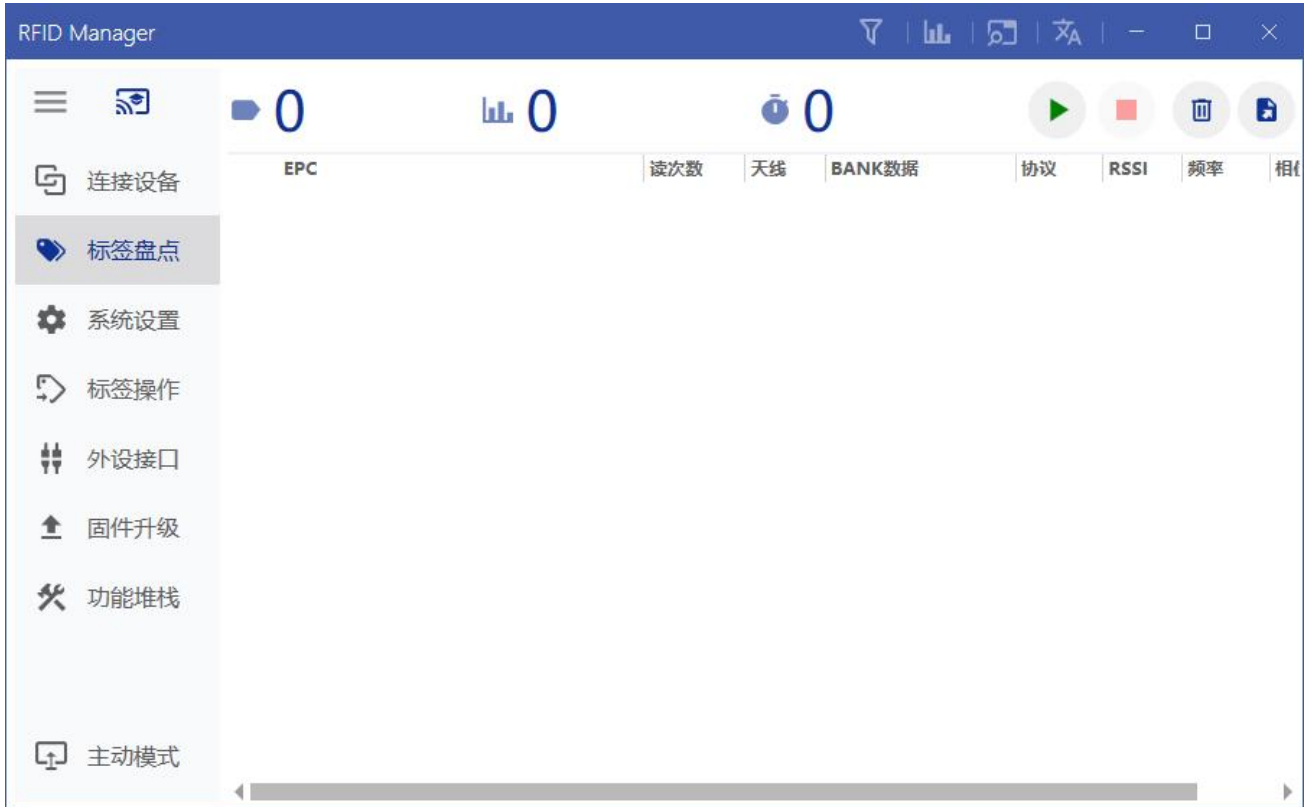 RFID Manager
0 0 0
EPC 读次数 天线 BANK数据 协议 RSSI 频率
连接设备
标签盘点
系统设置
标签操作
外设接口
固件升级
功能堆栈
主动模式